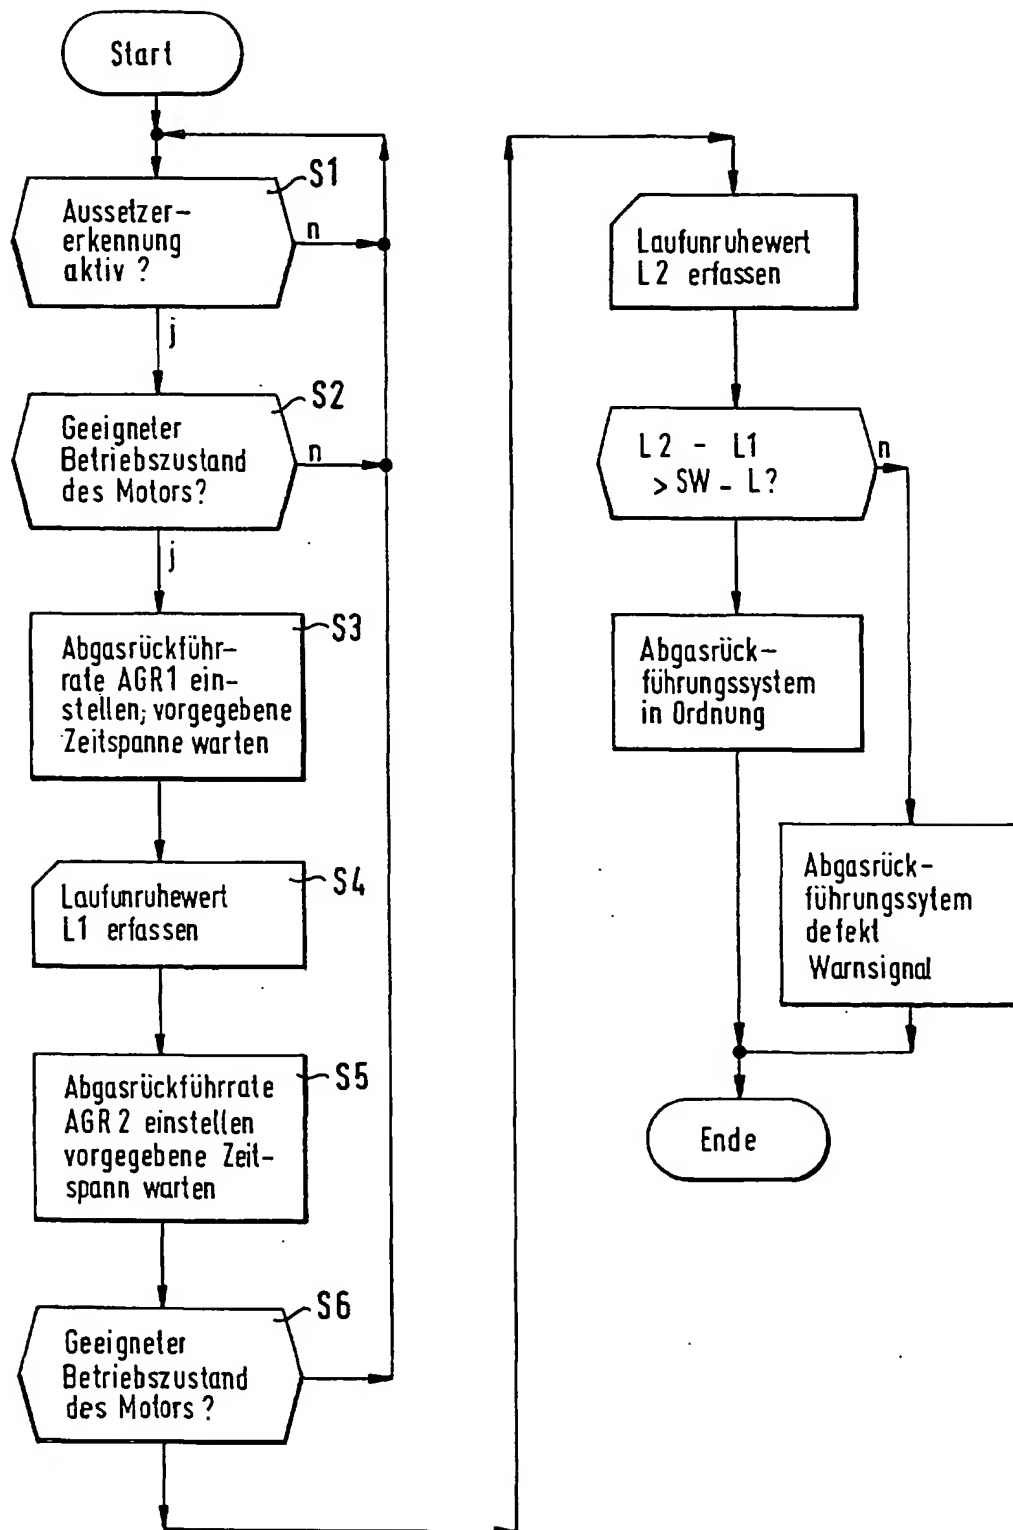 Start
S1
Aussetzer-
erkennung
aktiv ?
n
j
S2
Geeigneter
Betriebszustand
des Motors?
n
j
S3
Abgasrückführ-
rate AGR1 ein-
stellen; vorgegebene
Zeitspanne warten
S4
Laufunruhewert
L1 erfassen
S5
Abgasrückführrate
AGR 2 einstellen
vorgegebene Zeit-
spann warten
S6
Geeigneter
Betriebszustand
des Motors ?
Laufunruhewert
L2 erfassen
L2 - L1
> SW - L?
n
Abgasrück-
führungssystem
in Ordnung
Abgasrück-
führungssytem
defekt
Warnsignal
Ende